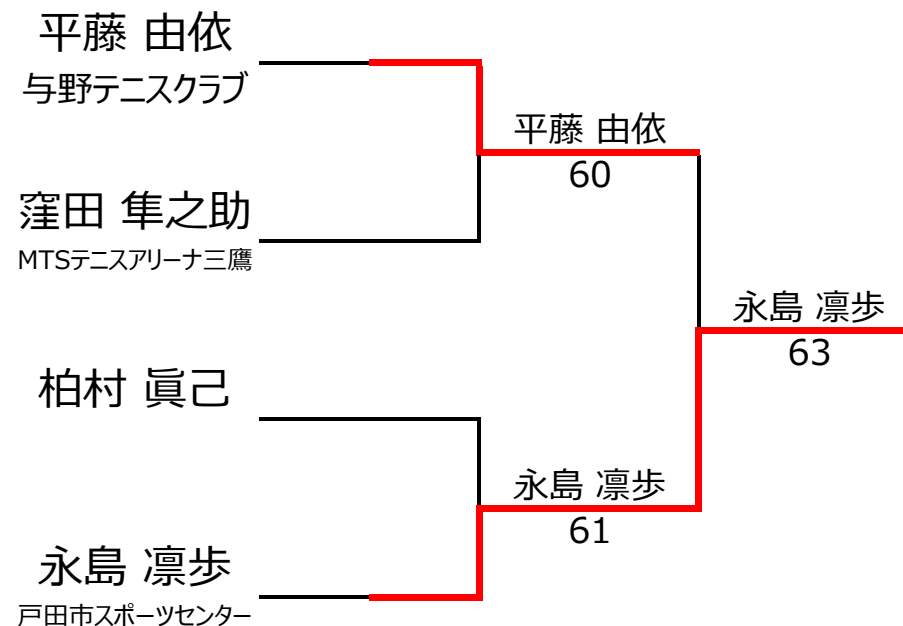 平藤 由依
与野テニスクラブ
平藤 由依
60
窪田 隼之助
MTSテニスアリーナ三鷹
永島 凛歩
63
柏村 眞己
永島 凛歩
61
永島 凛歩
戸田市スポーツセンター